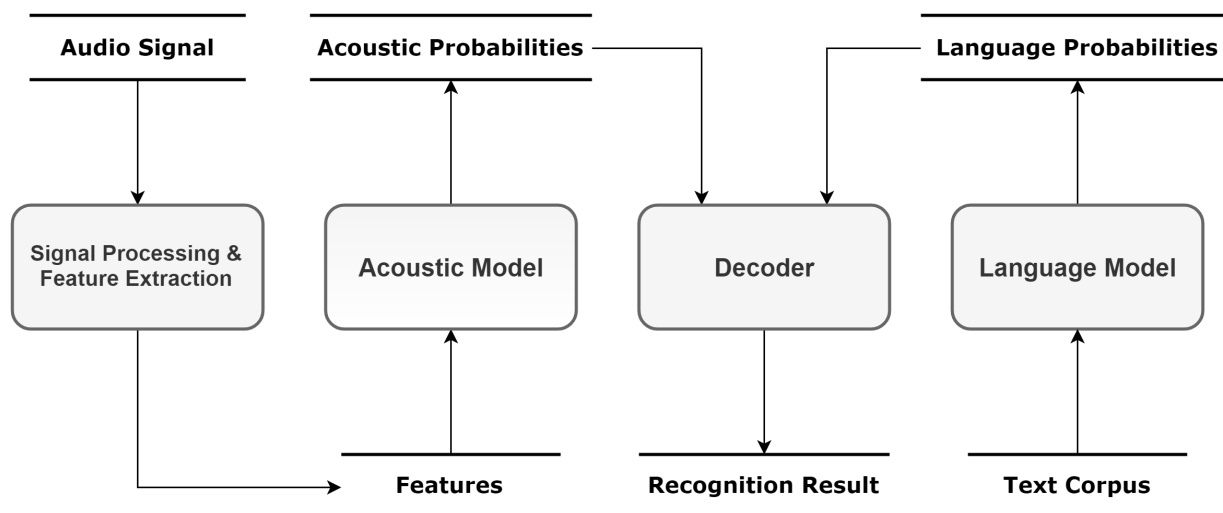 Audio Signal
Acoustic Probabilities
Language Probabilities
Signal Processing &
Feature Extraction
Acoustic Model
Decoder
Language Model
Features
Recognition Result
Text Corpus